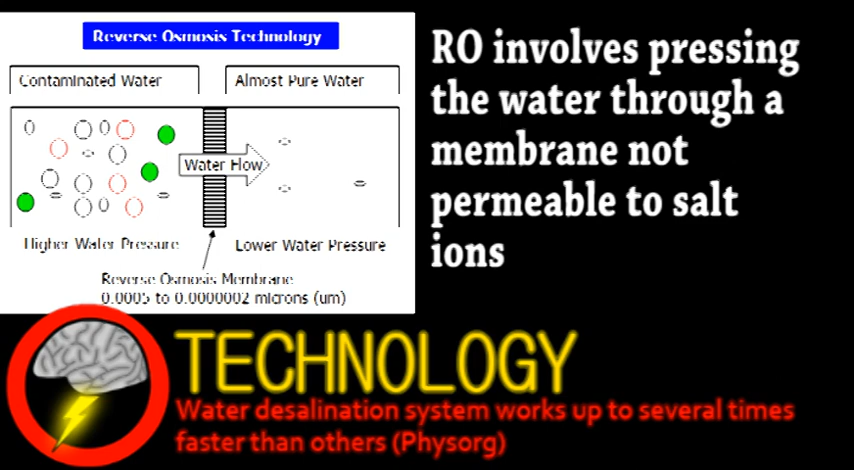 Reverse Osmosis Technology
Contaminated Water
Almost Pure Water
Water Flow
Higher Water Pressure
Lower Water Pressure
Reverse Osmosis Membrane
0.0005 to 0.0000002 microns (um)
RO involves pressing
the water through a
membrane not
permeable to salt
ions
TECHNOLOGY
Water desalination system works up to several times
faster than others (Physorg)